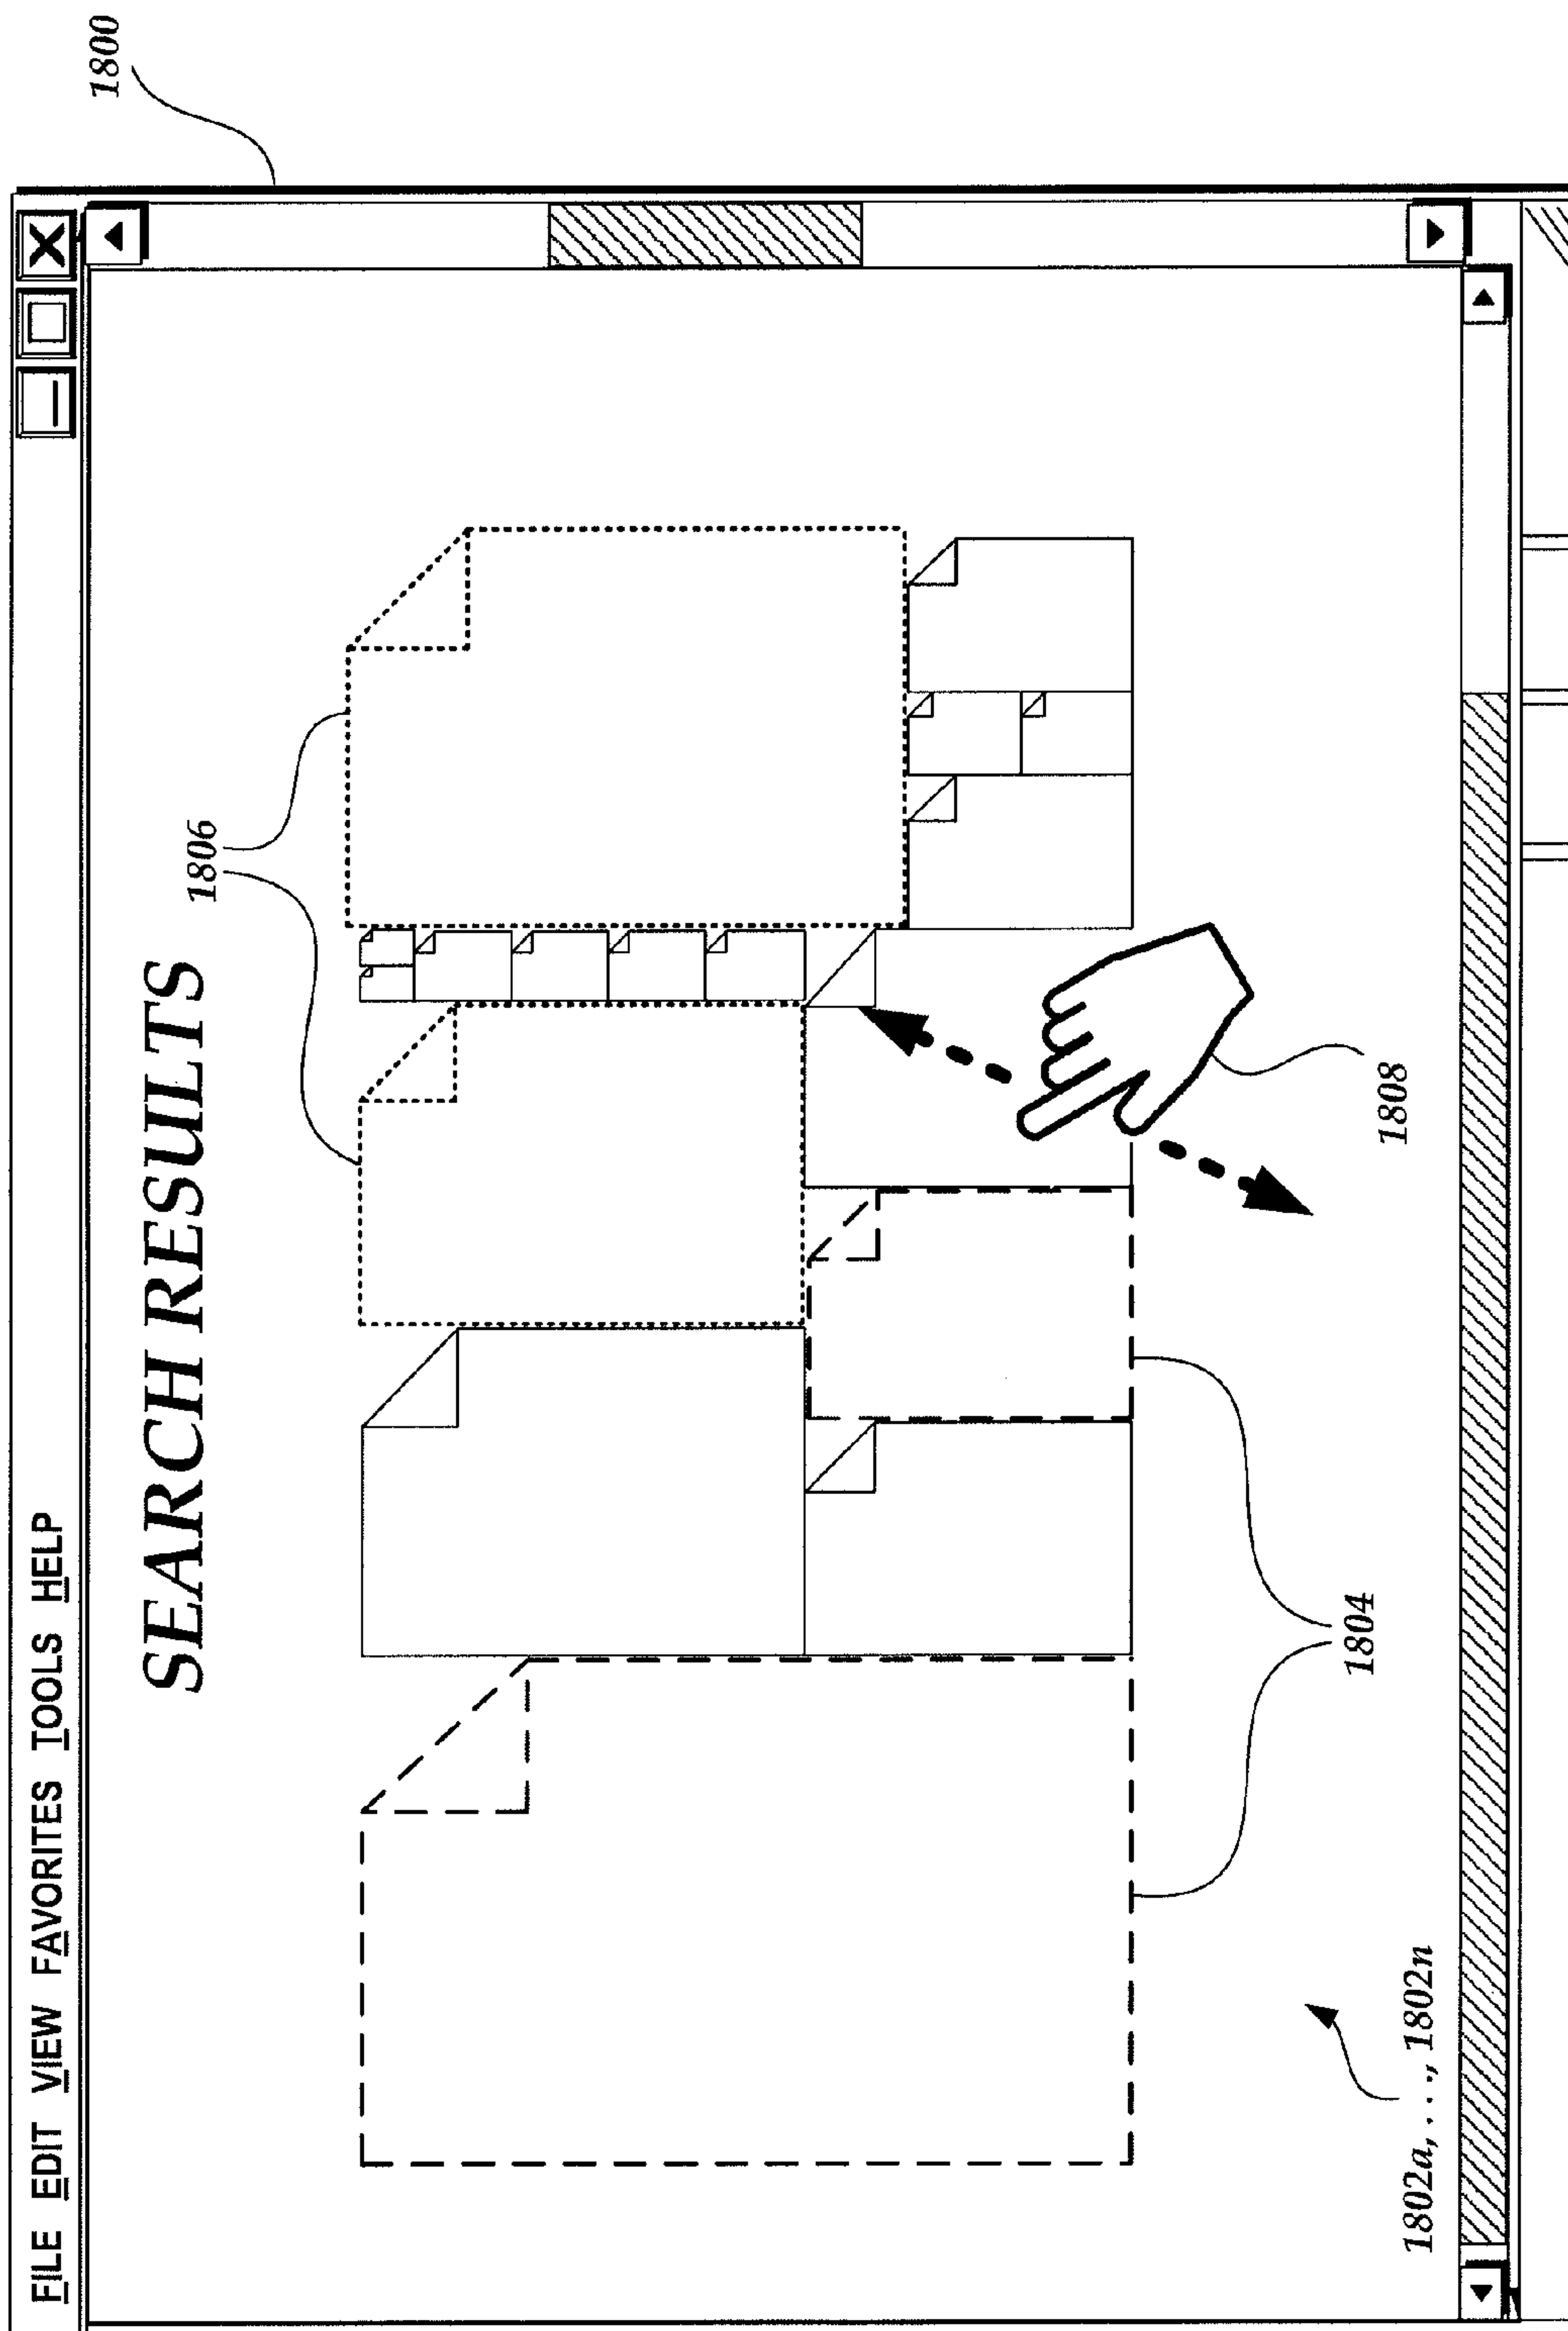 1800
FILE EDIT VIEW FAVORITES TOOLS HELP
SEARCH RESULTS
1806
1808
1804
1802a, . . ., 1802n